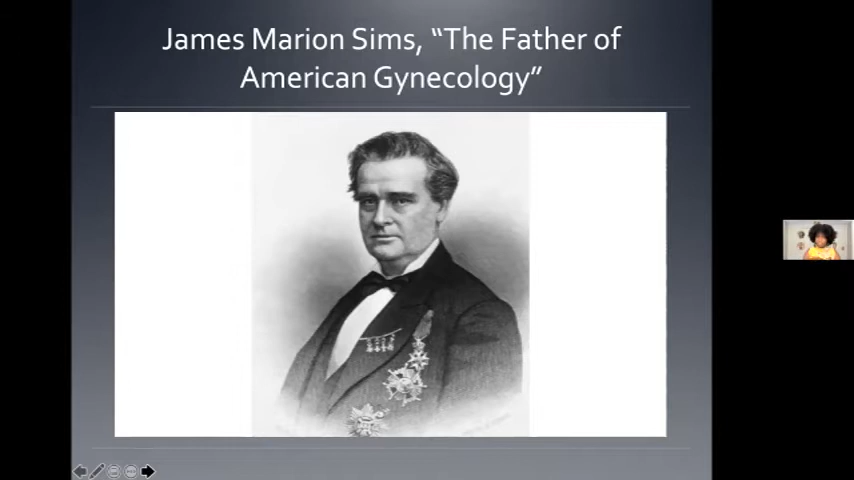 James Marion Sims, “The Father of
American Gynecology”